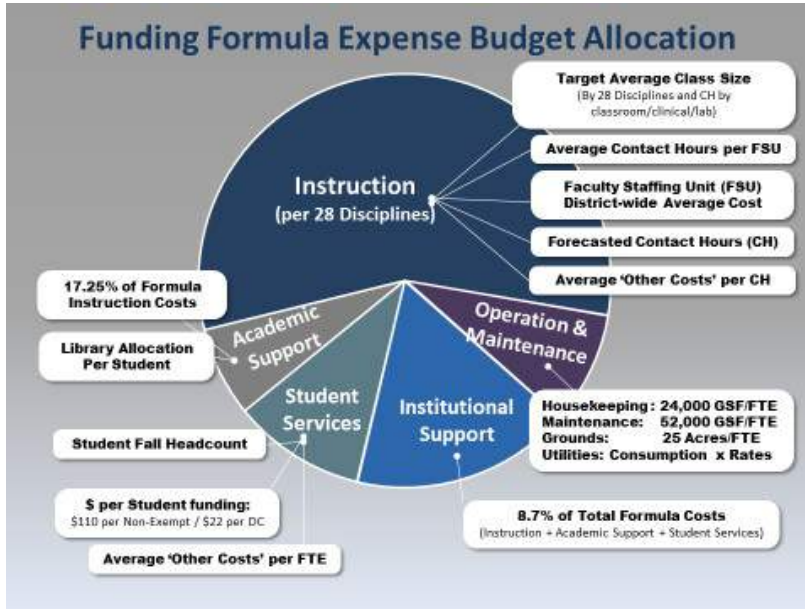 Funding Formula Expense Budget Allocation
Target Average Class Size
(By 28 Disciplines and CH by
classroom/clinical/lab)
Average Contact Hours per FSU
Instruction
(per 28 Disciplines)
Faculty Staffing Unit (FSU)
District-wide Average Cost
Forecasted Contact Hours (CH)
Average ‘Other Costs’ per CH
17.25% of Formula
Instruction Costs
Library Allocation
Per Student
Academic
Support
Operation &
Maintenance
Student
Services
Institutional
Support
Housekeeping: 24,000 GSF/FTE
Maintenance: 52,000 GSF/FTE
Grounds: 25 Acres/FTE
Utilities: Consumption x Rates
Student Fall Headcount
$ per Student funding:
$110 per Non-Exempt / $22 per DC
Average ‘Other Costs’ per FTE
8.7% of Total Formula Costs
(Instruction + Academic Support + Student Services)